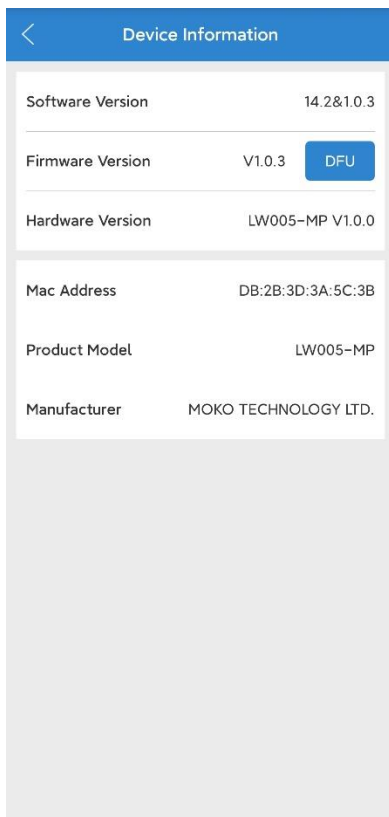 Device Information
Software Version 14.2&1.0.3
Firmware Version V1.0.3 DFU
Hardware Version LW005-MP V1.0.0
Mac Address DB:2B:3D:3A:5C:3B
Product Model LW005-MP
Manufacturer MOKO TECHNOLOGY LTD.